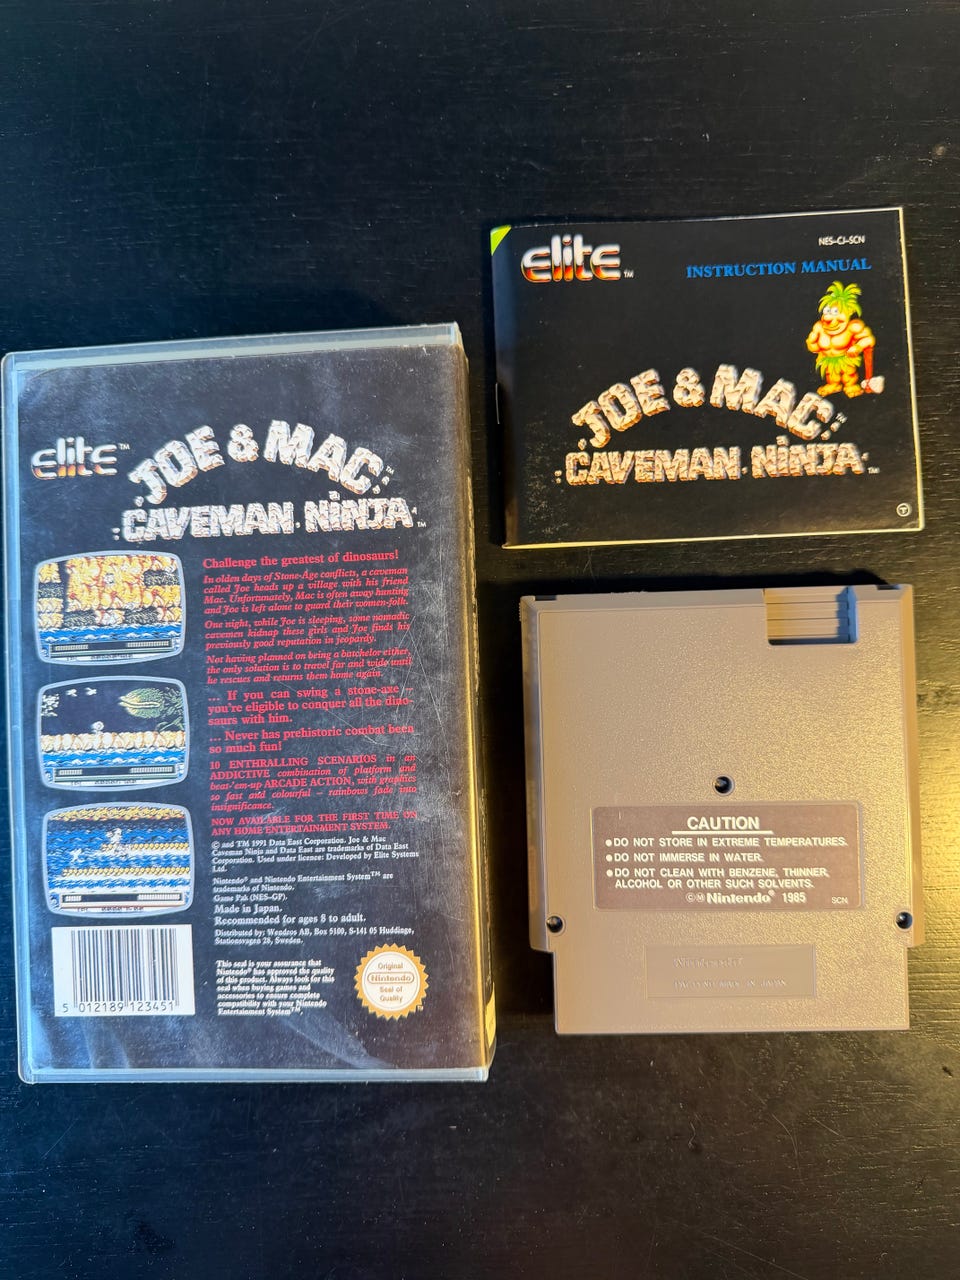 elite™
JOE & MAC™
CAVEMAN NINJA™
Challenge the greatest of dinosaurs!
In olden days of Stone-Age conflicts, a caveman
called Joe heads up a village with his friend
Mac. Unfortunately, Mac is often away hunting
and Joe is left alone to guard their women-folk.
One night, while Joe is sleeping, some nomadic
cavemen kidnap these girls and Joe finds his
previously good reputation in jeopardy.
Not having planned on being a batchelor either,
the only solution is to travel far and wide until
he rescues and returns them home again.
... If you can swing a stone-axe –
you're eligible to conquer all the dino-
saurs with him.
... Never has prehistoric combat been
so much fun!
10 ENTHRALLING SCENARIOS in an
ADDICTIVE combination of platform and
beat-'em-up ARCADE ACTION, with graphics
so fast and colourful – rainbows fade into
insignificance.
NOW AVAILABLE FOR THE FIRST TIME ON
ANY HOME ENTERTAINMENT SYSTEM.
© and TM 1991 Data East Corporation. Joe & Mac
Caveman Ninja and Data East are trademarks of Data East
Corporation. Used under licence: Developed by Elite Systems
Ltd.
Nintendo® and Nintendo Entertainment System™ are
trademarks of Nintendo.
Game Pak (NES-GP).
Made in Japan.
Recommended for ages 8 to adult.
Distributed by: Wendros AB, Box 5100, S-141 05 Huddinge,
Stationsvagen 28, Sweden.
This seal is your assurance that
Nintendo® has approved the quality
of this product. Always look for this
seal when buying games and
accessories to ensure complete
compatibility with your Nintendo
Entertainment System™.
Original
Nintendo
Seal of
Quality
5 012189 123451
elite™
NES-CJ-SCN
INSTRUCTION MANUAL
JOE & MAC
CAVEMAN NINJA™
T
CAUTION
●DO NOT STORE IN EXTREME TEMPERATURES.
●DO NOT IMMERSE IN WATER.
●DO NOT CLEAN WITH BENZENE, THINNER,
ALCOHOL OR OTHER SUCH SOLVENTS.
©Ⓜ Nintendo® 1985
SCN
Nintendo®
MADE IN JAPAN